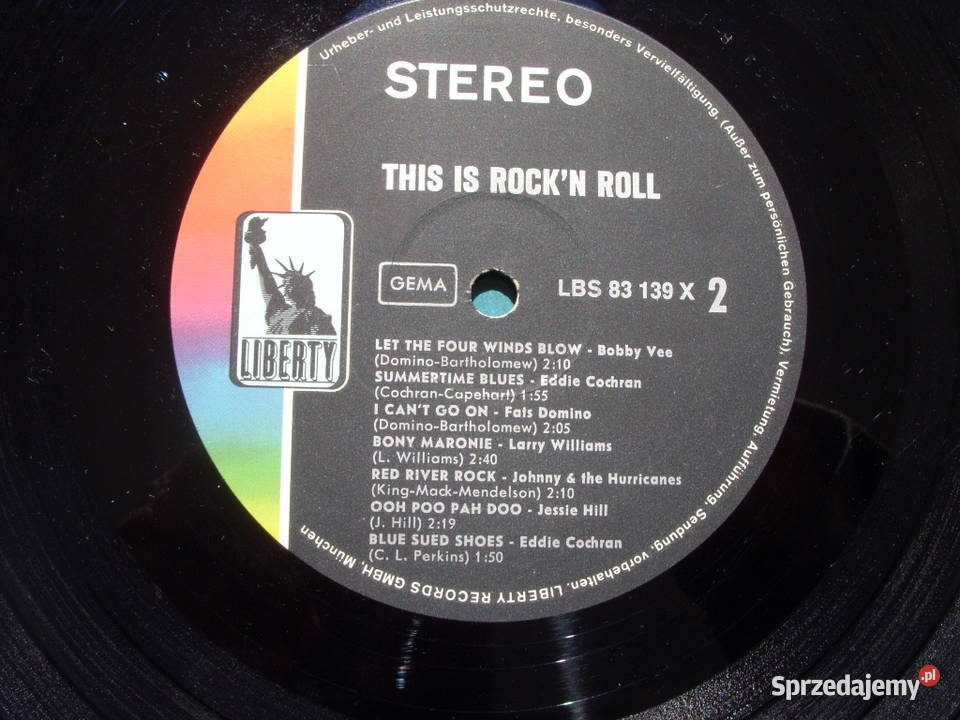 Urheber- und Leistungsschutzrechte, besonders Vervielfältigung, (Außer zum persönlichen Gebrauch), Vermietung, Aufführung, Sendung, vorbehalten. LIBERTY RECORDS GMBH, München
STEREO
THIS IS ROCK'N ROLL
GEMA
LBS 83 139 X 2
LIBERTY
LET THE FOUR WINDS BLOW - Bobby Vee
(Domino-Bartholomew) 2:10
SUMMERTIME BLUES - Eddie Cochran
(Cochran-Capehart) 1:55
I CAN'T GO ON - Fats Domino
(Domino-Bartholomew) 2:05
BONY MARONIE - Larry Williams
(L. Williams) 2:40
RED RIVER ROCK - Johnny & the Hurricanes
(King-Mack-Mendelson) 2:10
OOH POO PAH DOO - Jessie Hill
(J. Hill) 2:19
BLUE SUED SHOES - Eddie Cochran
(C. L. Perkins) 1:50
Sprzedajemy.pl